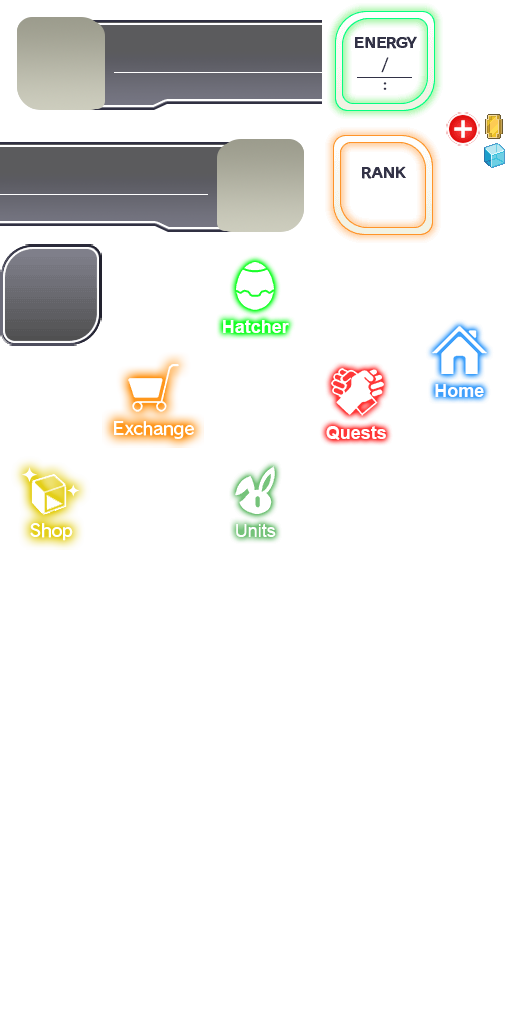 ENERGY
/
:
RANK
Hatcher
Home
Exchange
Quests
Shop
Units